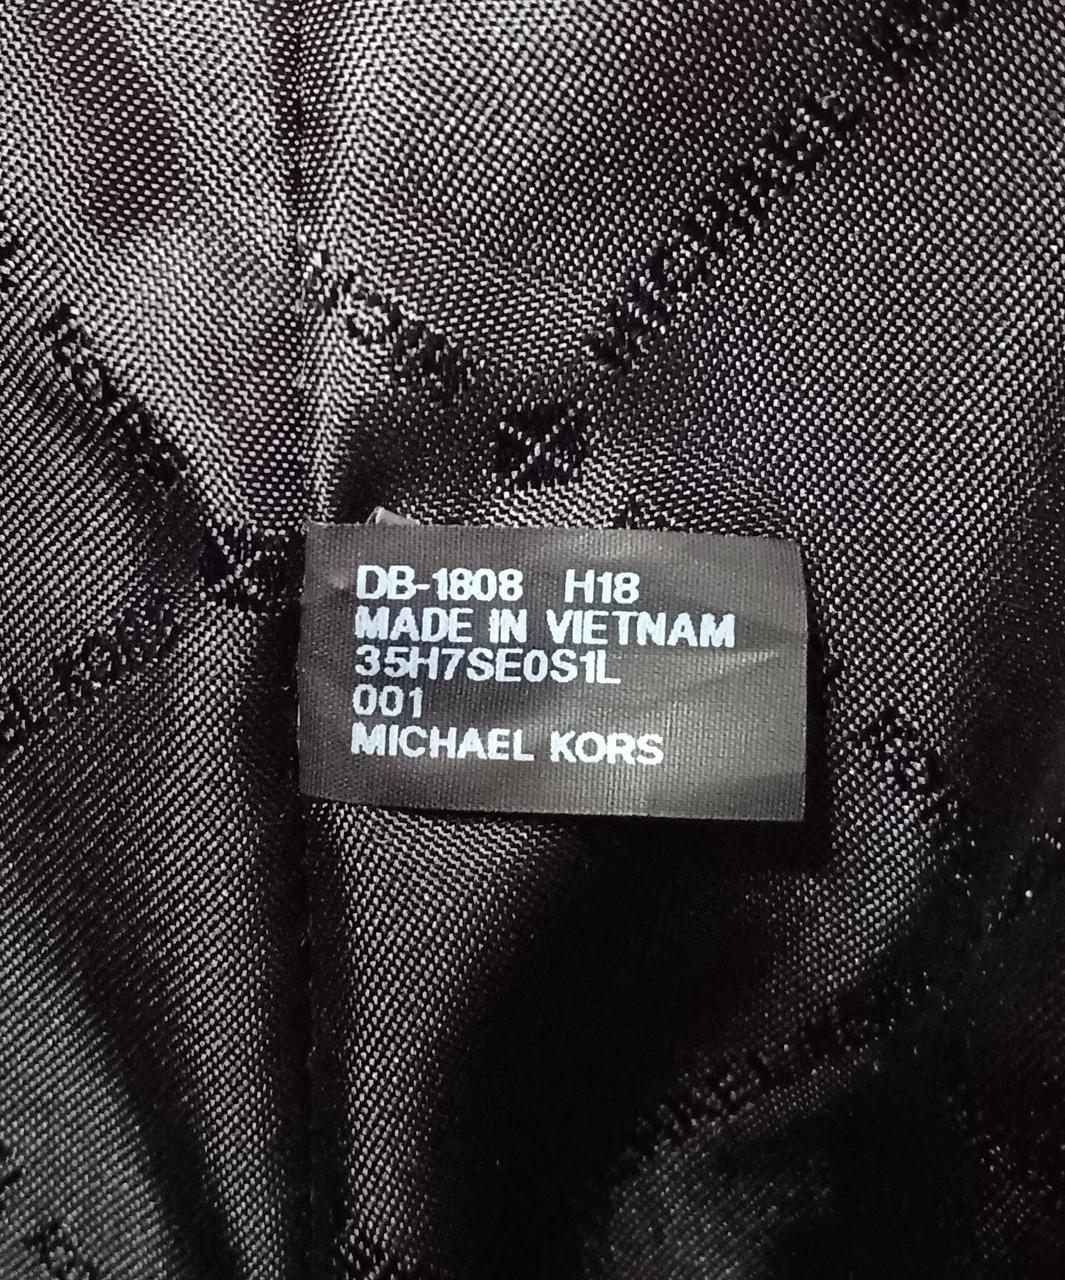 DB-1808 H18
MADE IN VIETNAM
35H7SE0S1L
001
MICHAEL KORS